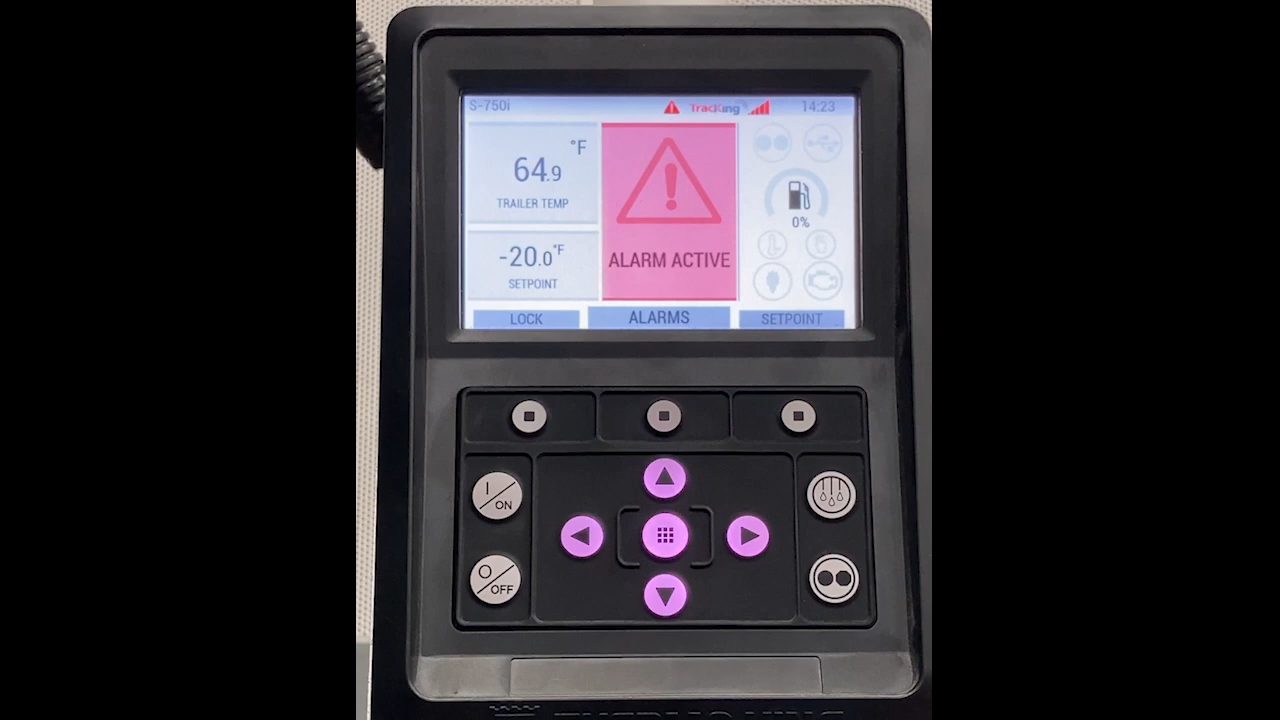 S-750i TracKing 14:23
64.9 °F
TRAILER TEMP
-20.0 °F
SETPOINT
ALARM ACTIVE
0%
LOCK ALARMS SETPOINT
I/ON
O/OFF